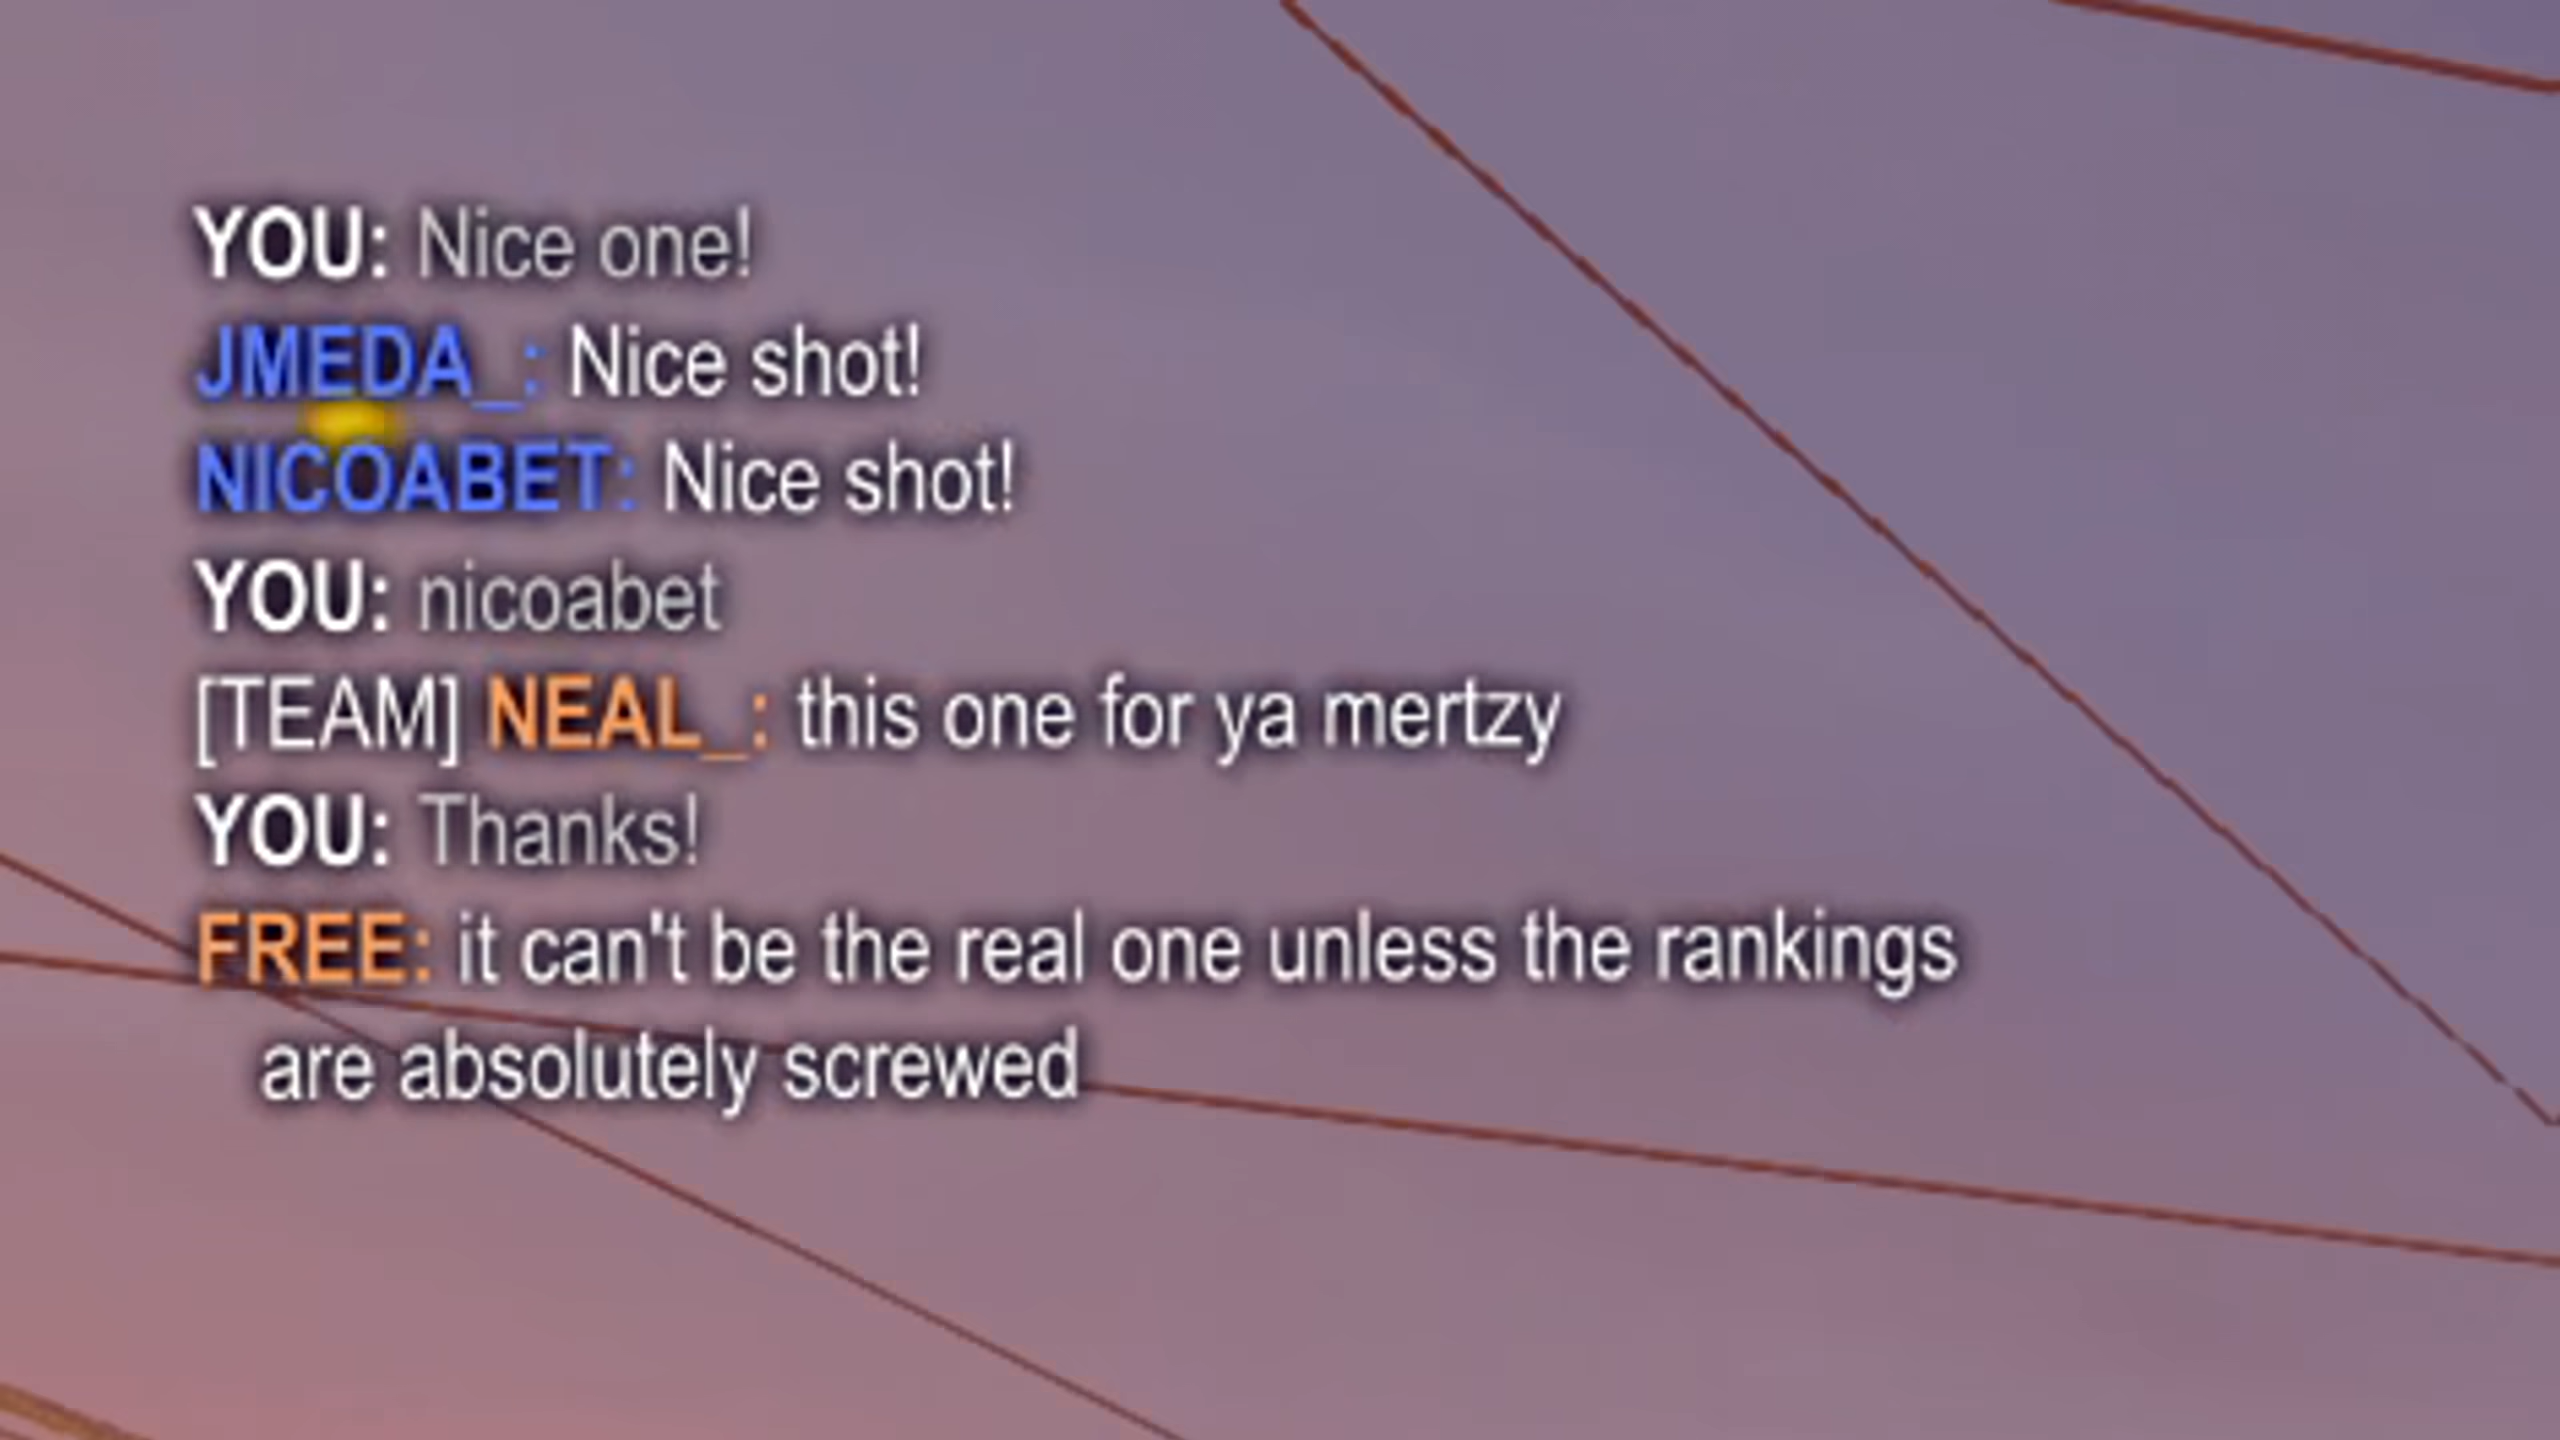 YOU: Nice one!
JMEDA_: Nice shot!
NICOABET: Nice shot!
YOU: nicoabet
[TEAM] NEAL_: this one for ya mertzy
YOU: Thanks!
FREE: it can't be the real one unless the rankings
are absolutely screwed